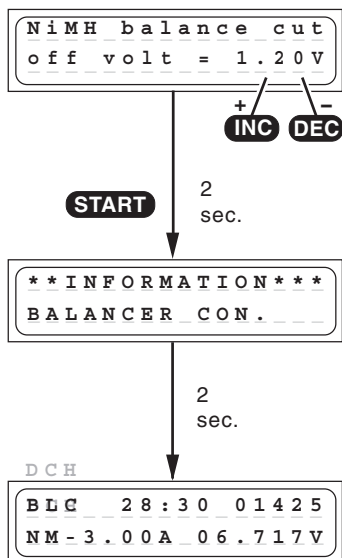 NiMH balance cut
off volt = 1.20V
+ -
INC DEC
START
2
sec.
**INFORMATION***
BALANCER CON.
2
sec.
DCH
BLC 28:30 01425
NM-3.00A 06.717V